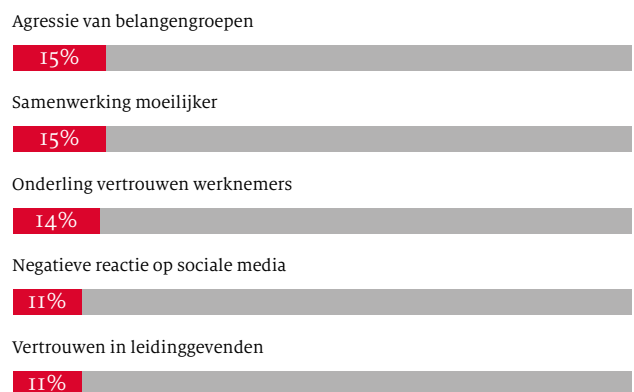 Agressie van belangengroepen
15%
Samenwerking moeilijker
15%
Onderling vertrouwen werknemers
14%
Negatieve reactie op sociale media
11%
Vertrouwen in leidinggevenden
11%